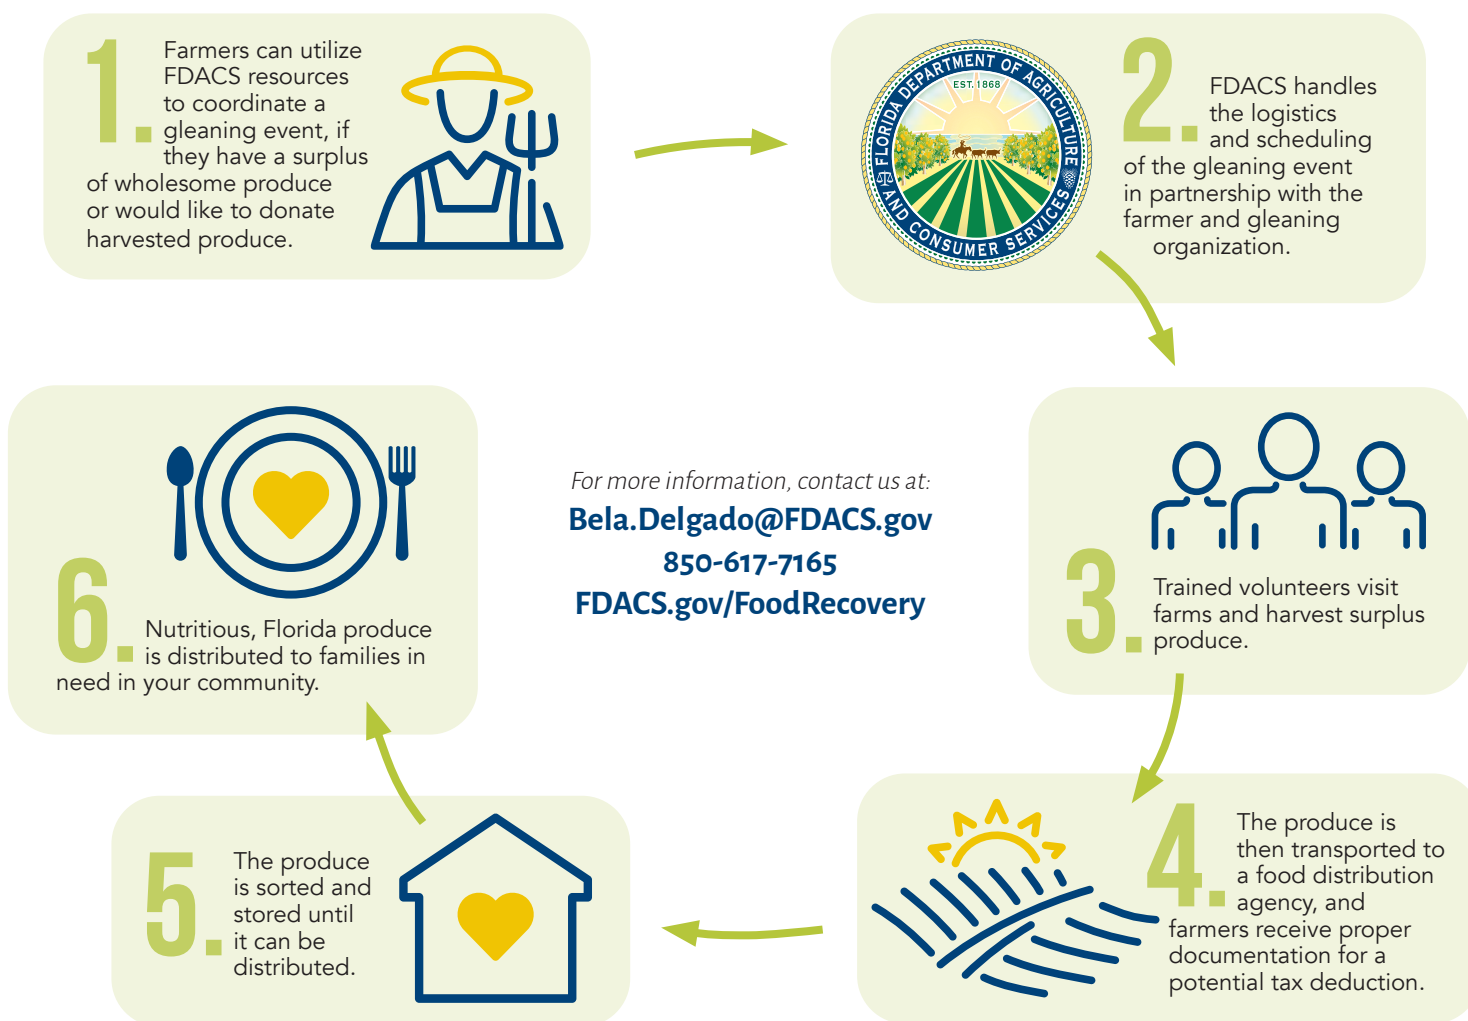 1.
Farmers can utilize
FDACS resources
to coordinate a
gleaning event, if
they have a surplus
of wholesome produce
or would like to donate
harvested produce.
FLORIDA DEPARTMENT OF AGRICULTURE
AND CONSUMER SERVICES
EST. 1868
2.
FDACS handles
the logistics
and scheduling
of the gleaning event
in partnership with the
farmer and gleaning
organization.
3.
Trained volunteers visit
farms and harvest surplus
produce.
4.
The produce is
then transported to
a food distribution
agency, and
farmers receive proper
documentation for a
potential tax deduction.
5.
The produce
is sorted and
stored until
it can be
distributed.
6.
Nutritious, Florida produce
is distributed to families in
need in your community.
For more information, contact us at:
Bela.Delgado@FDACS.gov
850-617-7165
FDACS.gov/FoodRecovery